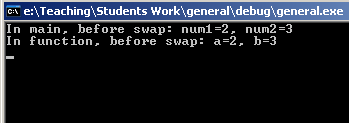 e:\Teaching\Students Work\general\debug\general.exe
In main, before swap: num1=2, num2=3
In function, before swap: a=2, b=3